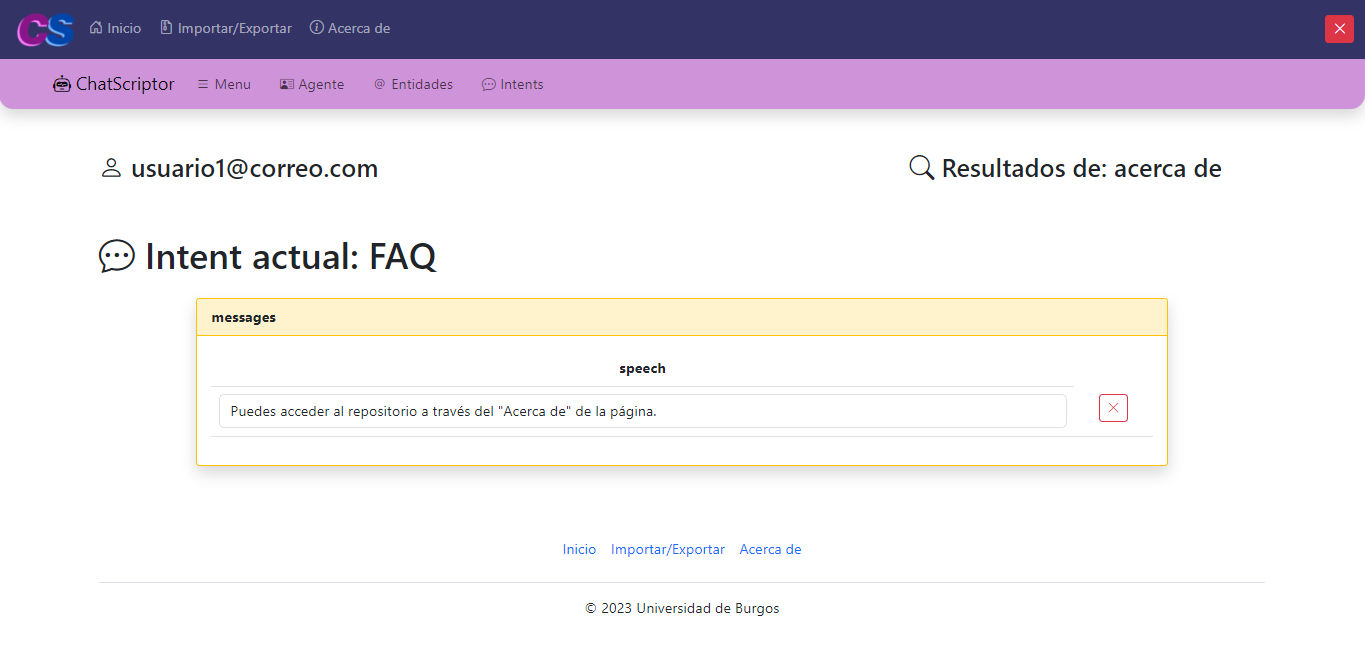 CS Inicio Importar/Exportar Acerca de
ChatScriptor Menu Agente Entidades Intents
usuario1@correo.com Resultados de: acerca de
Intent actual: FAQ
messages
speech
Puedes acceder al repositorio a través del "Acerca de" de la página.
Inicio Importar/Exportar Acerca de
© 2023 Universidad de Burgos